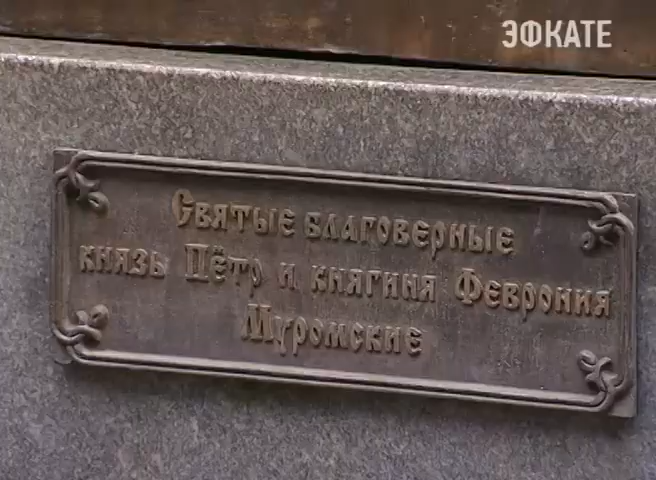 ЭФКАТЕ
Святые благоверные
князь Пётр и княгиня Феврония
Муромские